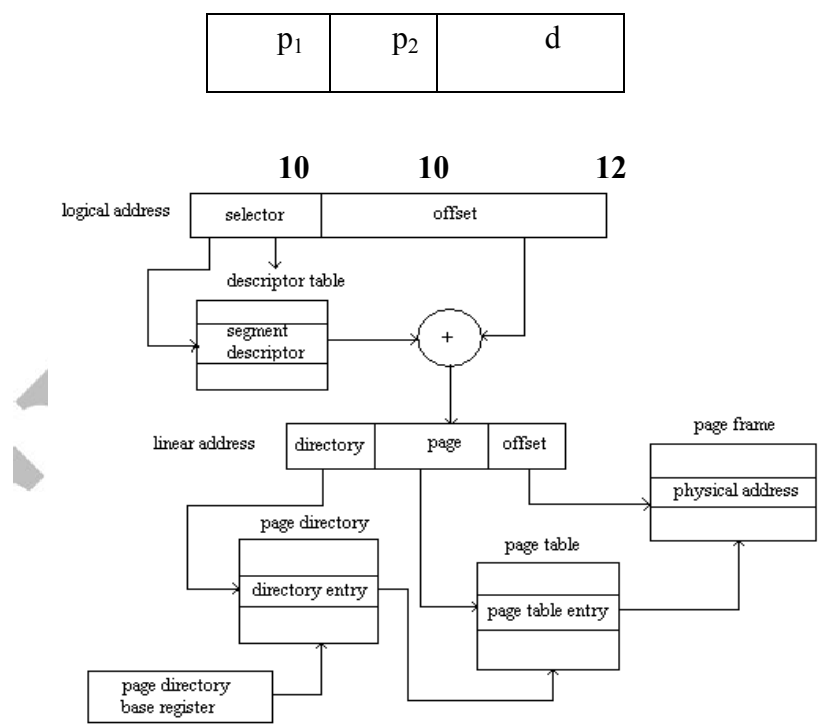 p₁ p₂ d
10 10 12
logical address
selector offset
descriptor table
segment
descriptor
+
linear address
directory page offset
page frame
physical address
page directory
directory entry
page table
page table entry
page directory
base register